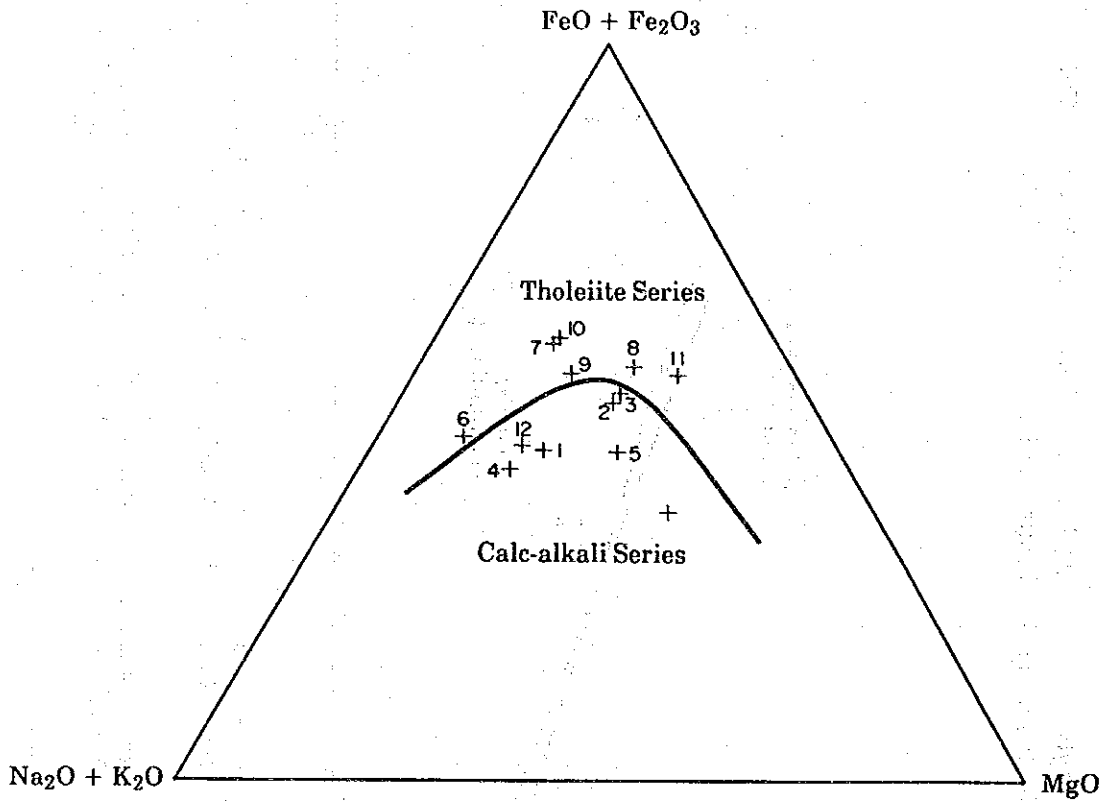 FeO + Fe₂O₃
Tholeiite Series
10
7
8
11
9
2
3
6
12
1
4
5
Calc-alkali Series
Na₂O + K₂O
MgO